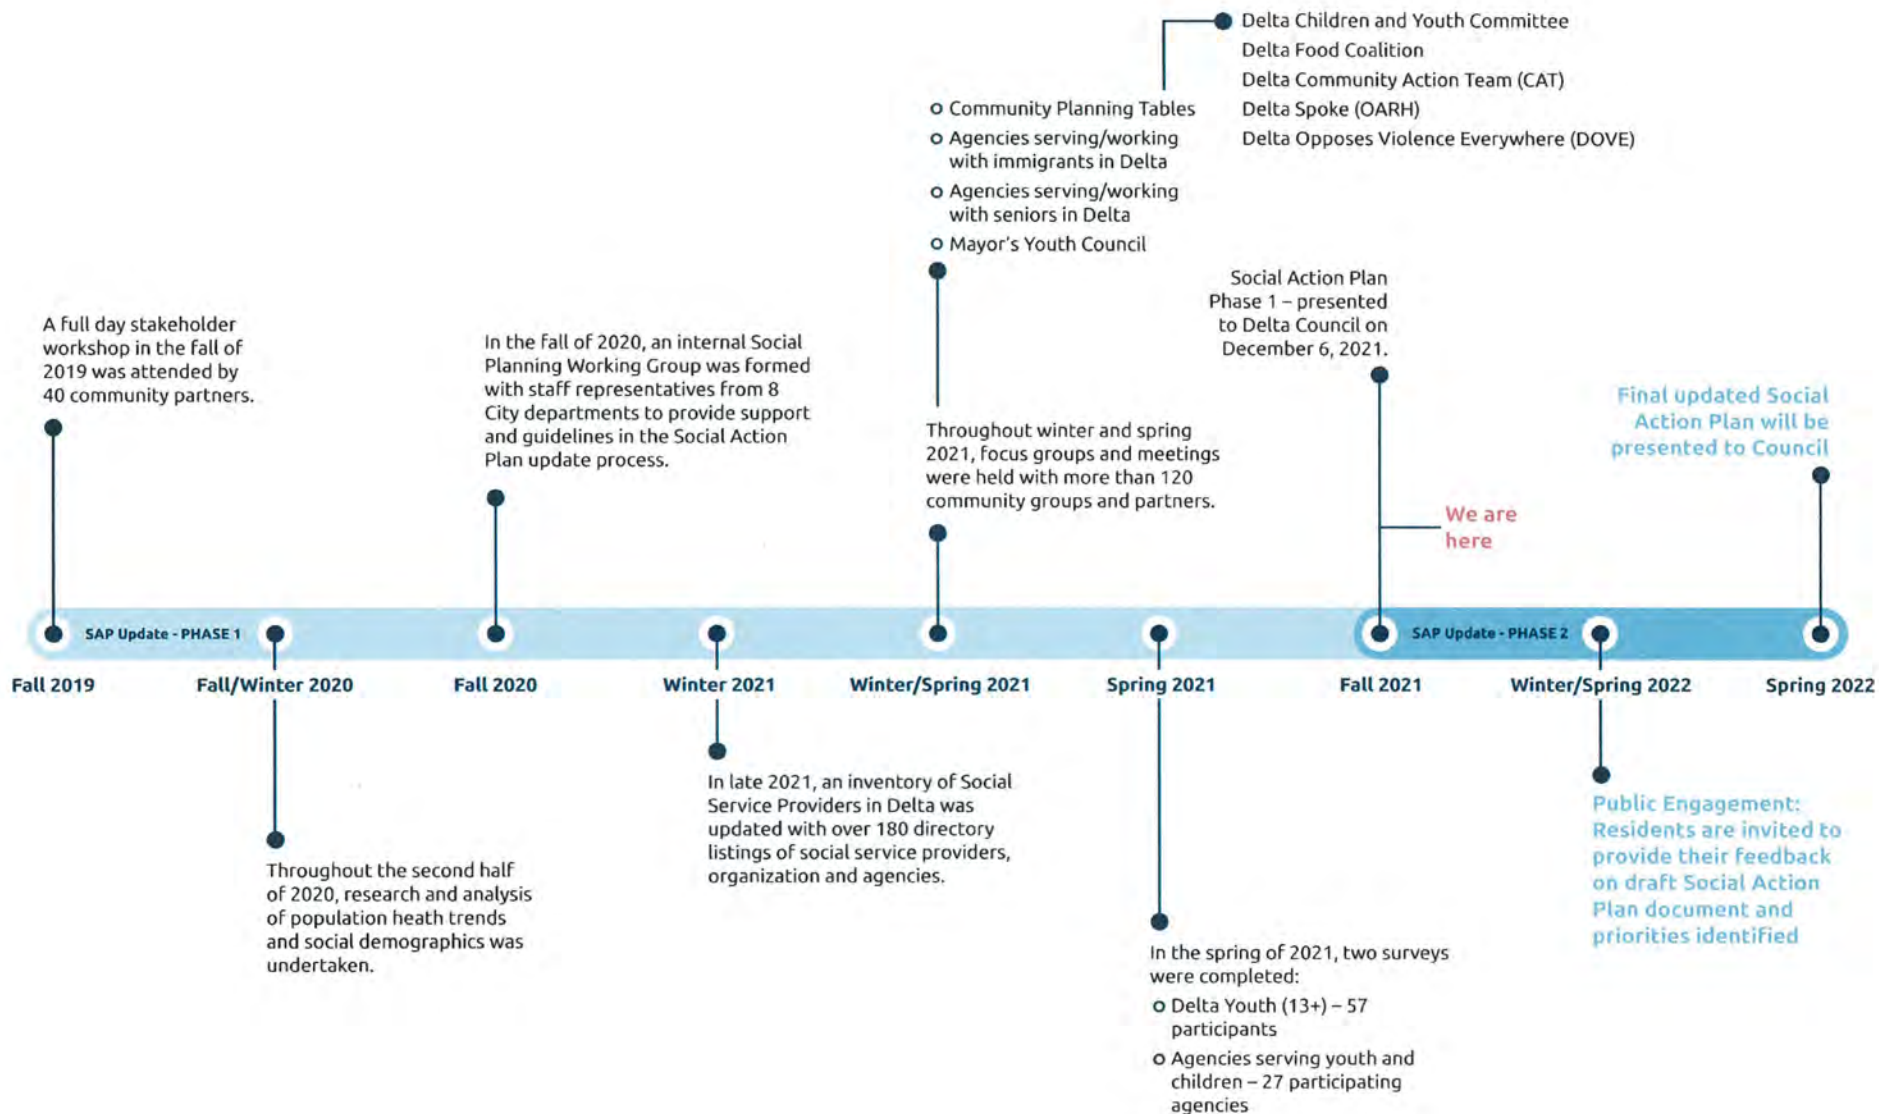 Delta Children and Youth Committee
Delta Food Coalition
Delta Community Action Team (CAT)
Delta Spoke (OARH)
Delta Opposes Violence Everywhere (DOVE)
Community Planning Tables
Agencies serving/working
with immigrants in Delta
Agencies serving/working
with seniors in Delta
Mayor's Youth Council
A full day stakeholder
workshop in the fall of
2019 was attended by
40 community partners.
In the fall of 2020, an internal Social
Planning Working Group was formed
with staff representatives from 8
City departments to provide support
and guidelines in the Social Action
Plan update process.
Throughout winter and spring
2021, focus groups and meetings
were held with more than 120
community groups and partners.
Social Action Plan
Phase 1 – presented
to Delta Council on
December 6, 2021.
We are
here
Final updated Social
Action Plan will be
presented to Council
SAP Update - PHASE 1
SAP Update - PHASE 2
Fall 2019
Fall/Winter 2020
Fall 2020
Winter 2021
Winter/Spring 2021
Spring 2021
Fall 2021
Winter/Spring 2022
Spring 2022
Throughout the second half
of 2020, research and analysis
of population heath trends
and social demographics was
undertaken.
In late 2021, an inventory of Social
Service Providers in Delta was
updated with over 180 directory
listings of social service providers,
organization and agencies.
In the spring of 2021, two surveys
were completed:
Delta Youth (13+) – 57
participants
Agencies serving youth and
children – 27 participating
agencies
Public Engagement:
Residents are invited to
provide their feedback
on draft Social Action
Plan document and
priorities identified